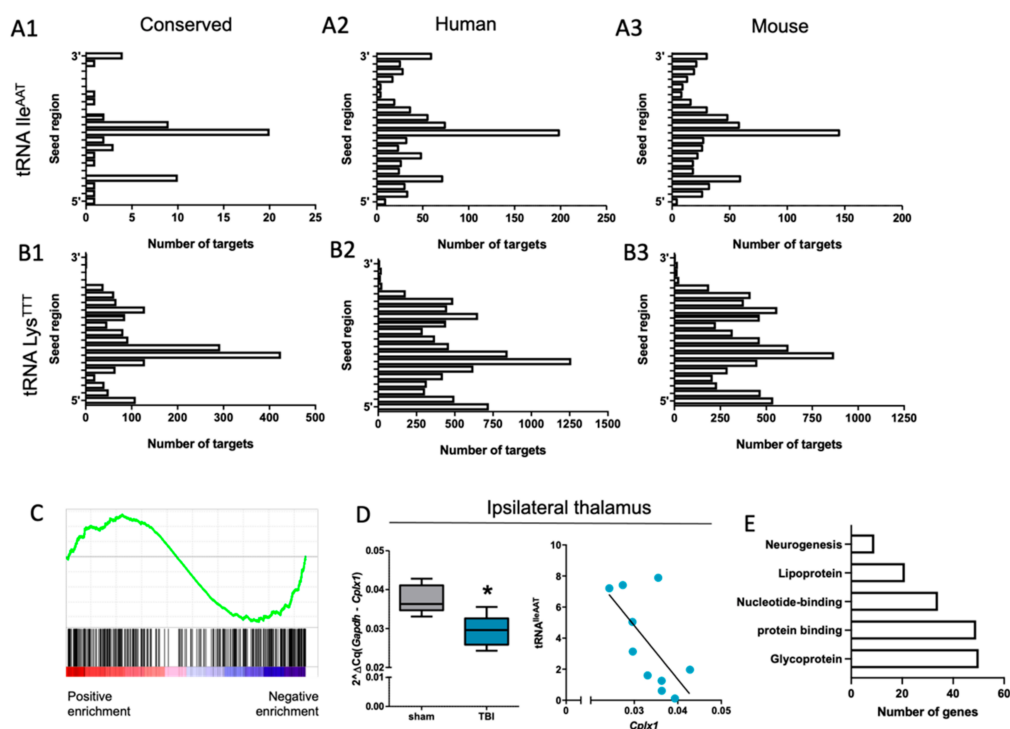 A1 Conserved A2 Human A3 Mouse
tRNA Ile^AAT
Seed region Seed region Seed region
3' 3' 3'
5' 5' 5'
0 5 10 15 20 25 0 50 100 150 200 250 0 50 100 150 200
Number of targets Number of targets Number of targets
B1 B2 B3
tRNA Lys^TTT
Seed region Seed region Seed region
3' 3' 3'
5' 5' 5'
0 100 200 300 400 500 0 250 500 750 1000 1250 1500 0 250 500 750 1000 1250
Number of targets Number of targets Number of targets
C
Positive enrichment
Negative enrichment
D Ipsilateral thalamus
2^ΔCq(Gapdh - Cplx1)
0.05
0.04
0.03
0.02
0.01
0.00
*
sham TBI
tRNA^IleAAT
10
8
6
4
2
0
0 0.03 0.04 0.05
Cplx1
E
Neurogenesis
Lipoprotein
Nucleotide-binding
protein binding
Glycoprotein
0 20 40 60
Number of genes